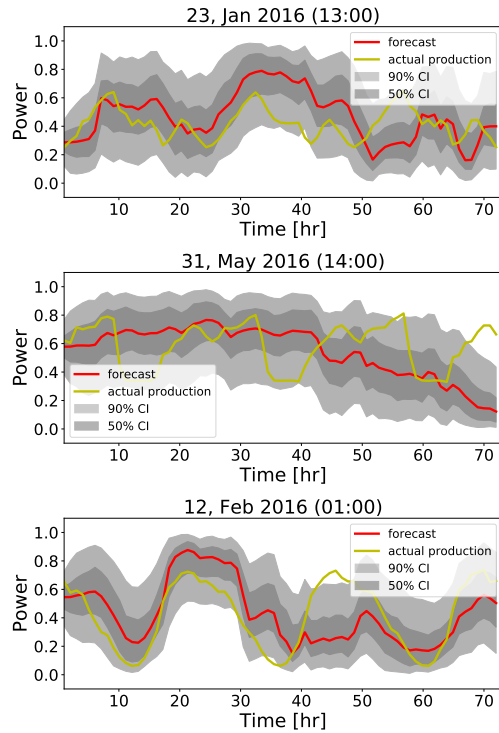 23, Jan 2016 (13:00)
1.0
0.8
0.6
0.4
0.2
0.0
Power
forecast
actual production
90% CI
50% CI
10 20 30 40 50 60 70
Time [hr]
31, May 2016 (14:00)
1.0
0.8
0.6
0.4
0.2
0.0
Power
forecast
actual production
90% CI
50% CI
10 20 30 40 50 60 70
Time [hr]
12, Feb 2016 (01:00)
1.0
0.8
0.6
0.4
0.2
0.0
Power
forecast
actual production
90% CI
50% CI
10 20 30 40 50 60 70
Time [hr]